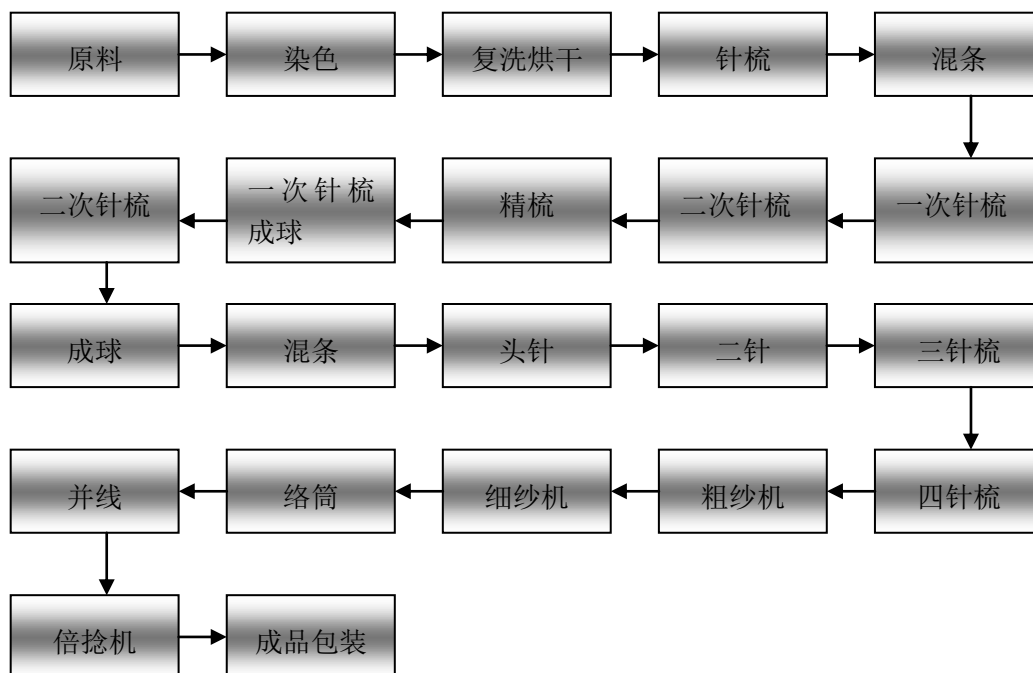 原料
染色
复洗烘干
针梳
混条
一次针梳
二次针梳
精梳
一次针梳
成球
二次针梳
成球
混条
头针
二针
三针梳
四针梳
粗纱机
细纱机
络筒
并线
倍捻机
成品包装